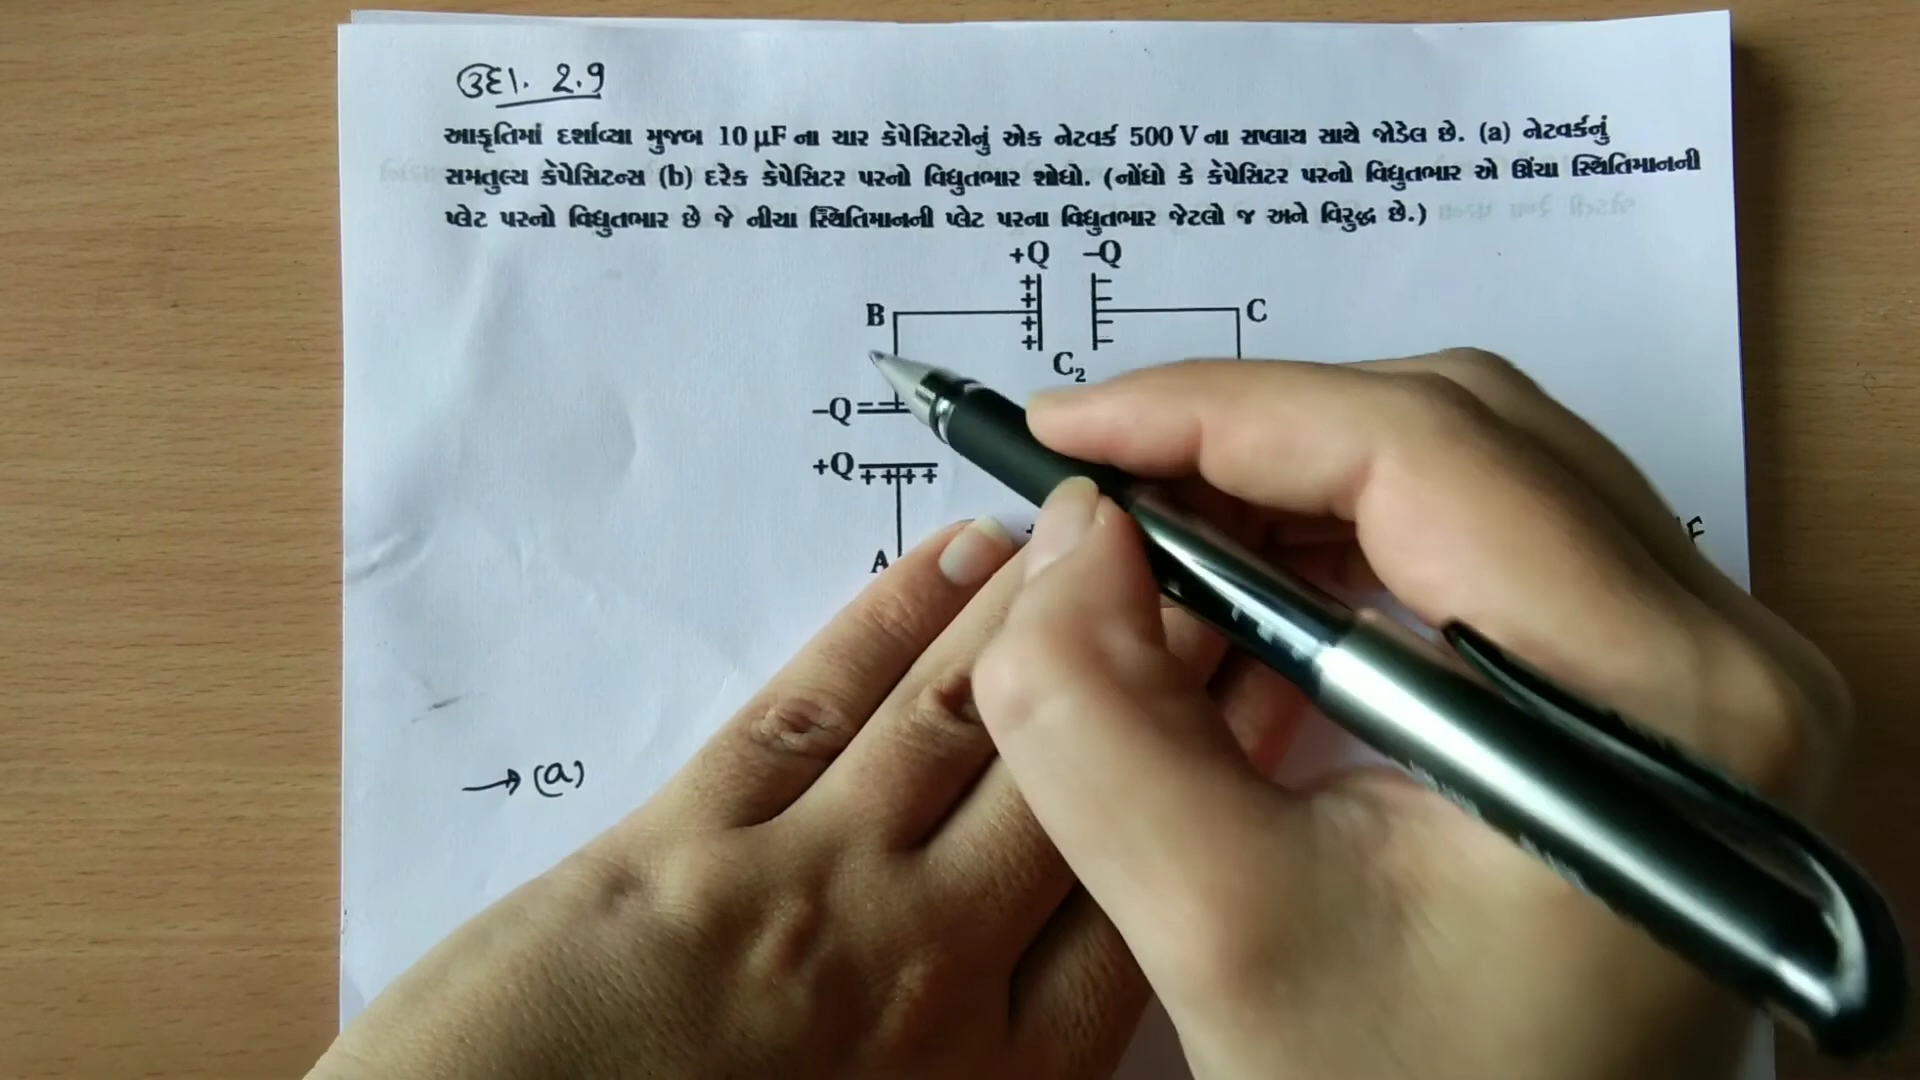 ઉદા. 2.9
આકૃતિમાં દર્શાવ્યા મુજબ 10 μF ના ચાર કૅપેસિટરોનું એક નેટવર્ક 500 V ના સપ્લાય સાથે જોડેલ છે. (a) નેટવર્કનું
સમતુલ્ય કૅપેસિટન્સ (b) દરેક કૅપેસિટર પરનો વિદ્યુતભાર શોધો. (નોંધો કે કૅપેસિટર પરનો વિદ્યુતભાર એ ઊંચા સ્થિતિમાનની
પ્લેટ પરનો વિદ્યુતભાર છે જે નીચા સ્થિતિમાનની પ્લેટ પરના વિદ્યુતભાર જેટલો જ અને વિરુદ્ધ છે.)
+Q –Q
B C
C₂
–Q
+Q
A
F
→ (a)